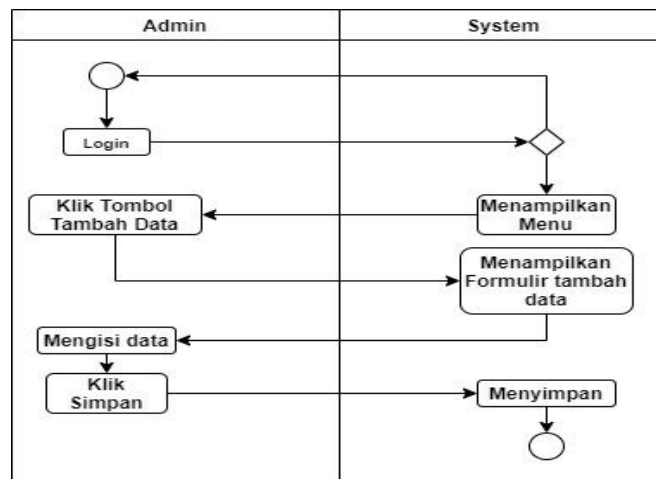 Admin
System
Login
Klik Tombol
Tambah Data
Menampilkan
Menu
Menampilkan
Formulir tambah
data
Mengisi data
Klik
Simpan
Menyimpan